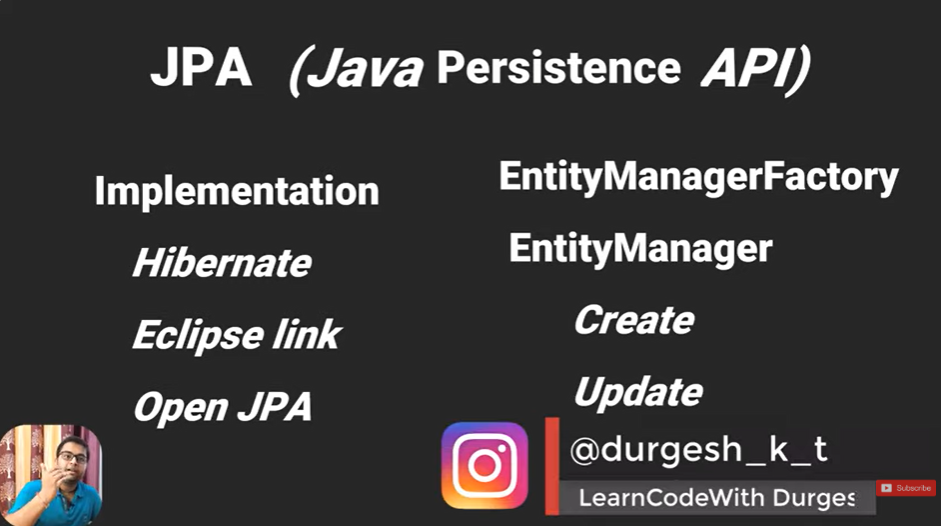 JPA (Java Persistence API)
Implementation
Hibernate
Eclipse link
Open JPA
EntityManagerFactory
EntityManager
Create
Update
@durgesh_k_t
LearnCodeWith Durges
Subscribe